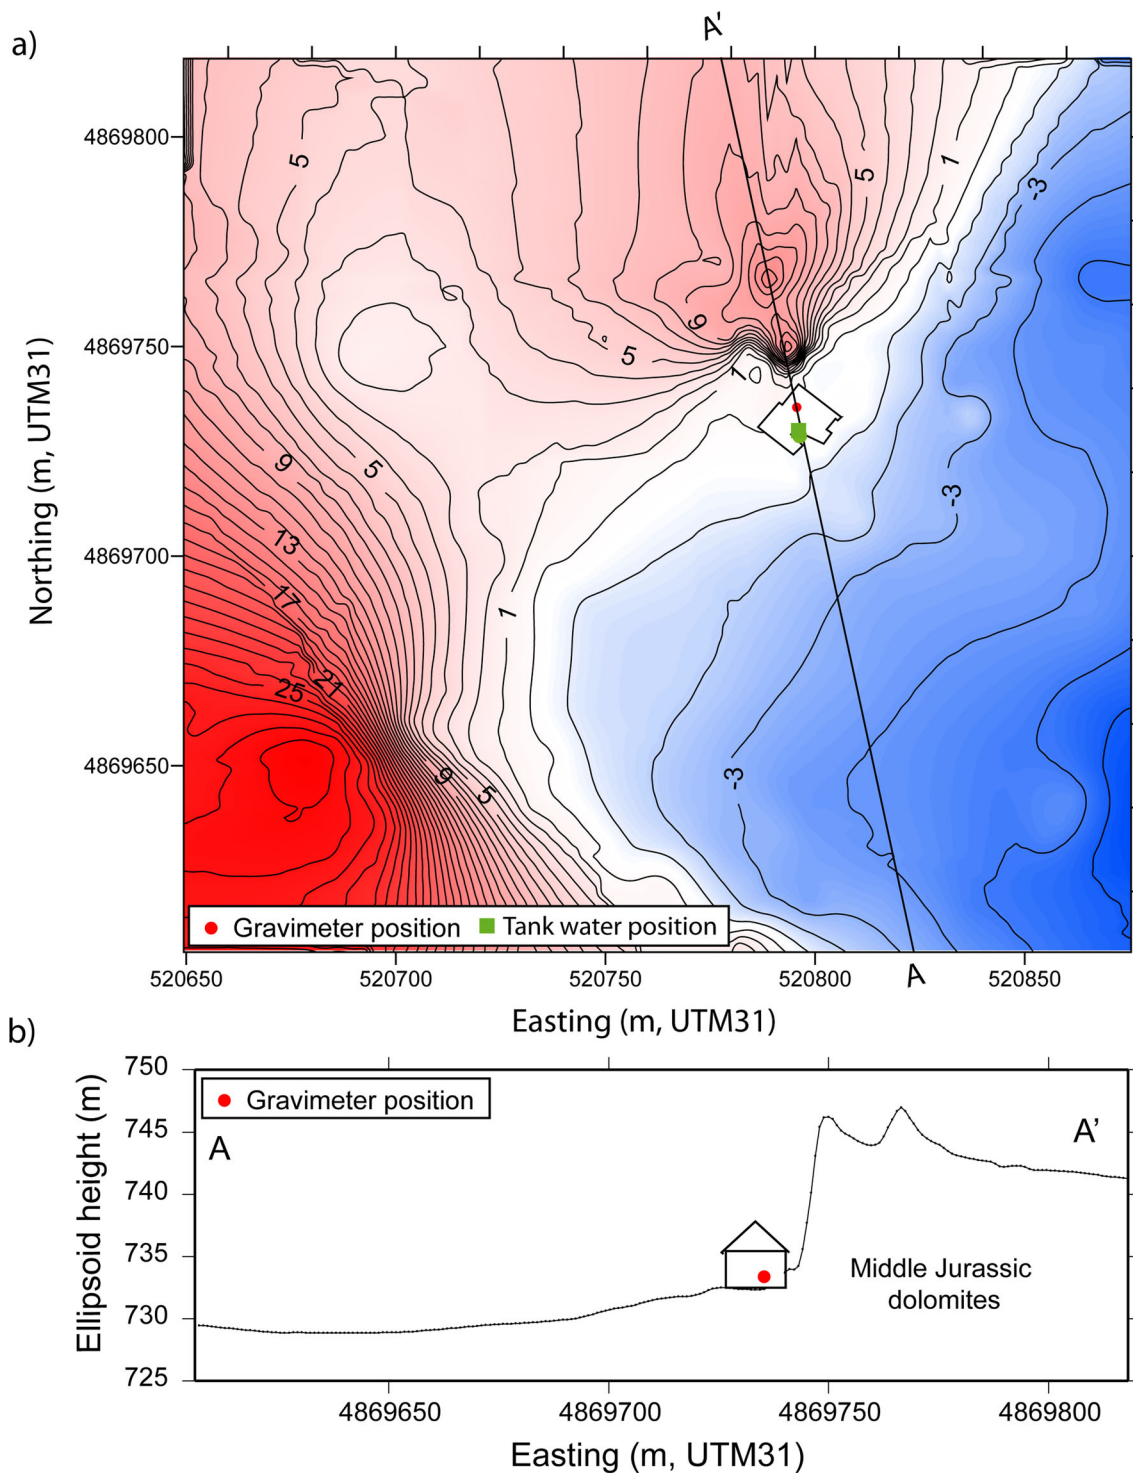 a)
A'
4869800
4869750
4869700
4869650
Northing (m, UTM31)
5
5
1
-3
9
5
1
9
5
-3
13
17
1
21
25
9
5
-3
Gravimeter position
Tank water position
520650
520700
520750
520800
A
520850
Easting (m, UTM31)
b)
750
745
740
735
730
725
Ellipsoid height (m)
Gravimeter position
A
A'
Middle Jurassic
dolomites
4869650
4869700
4869750
4869800
Easting (m, UTM31)